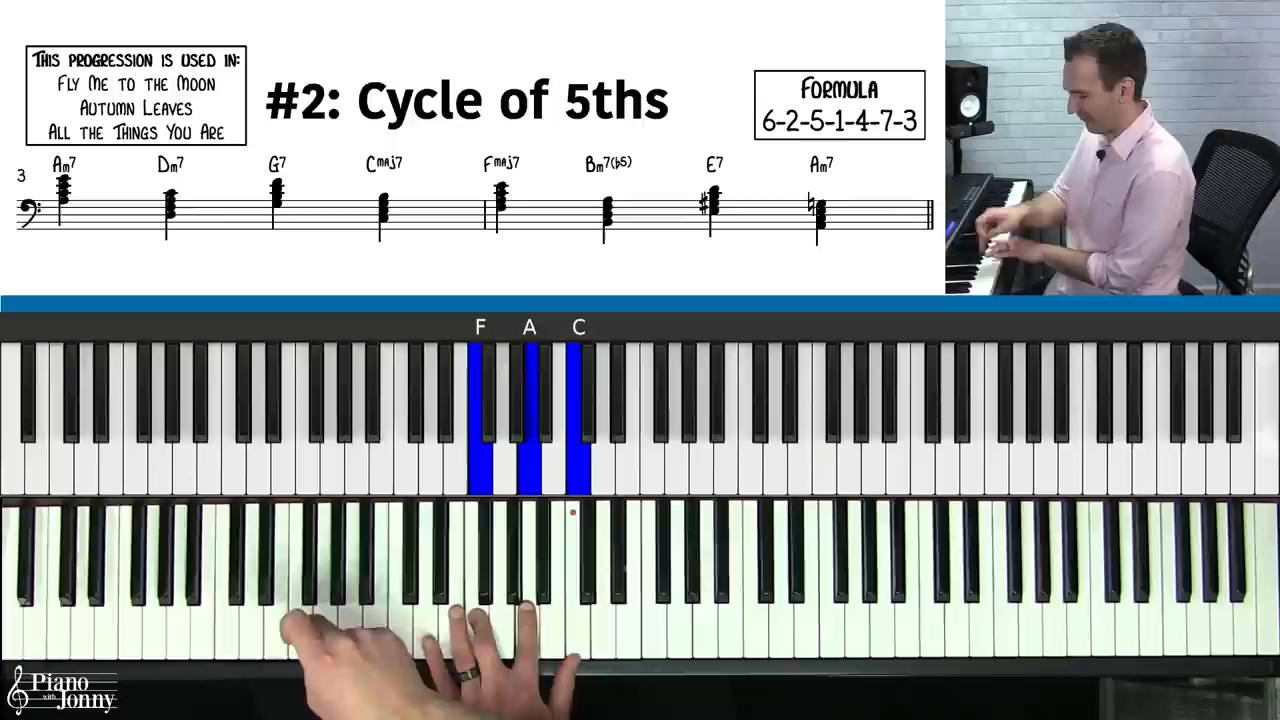 THIS PROGRESSION IS USED IN:
FLY ME TO THE MOON
AUTUMN LEAVES
ALL THE THINGS YOU ARE
#2: Cycle of 5ths
FORMULA
6-2-5-1-4-7-3
3
Am7 Dm7 G7 Cmaj7 Fmaj7 Bm7(b5) E7 Am7
F A C
Piano
with
Jonny